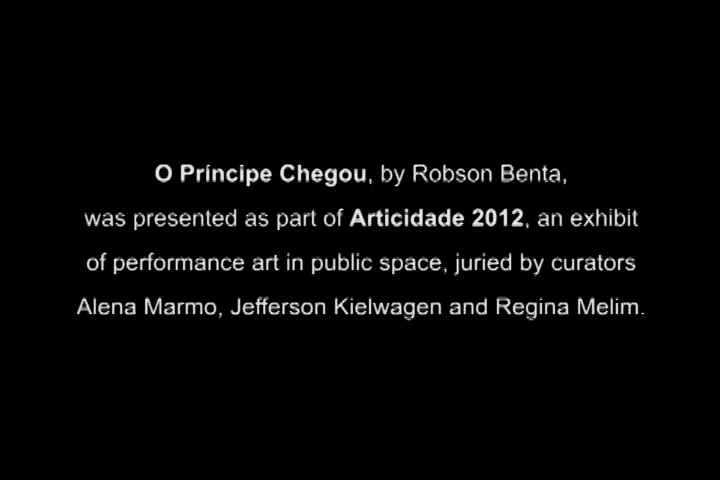 O Príncipe Chegou, by Robson Benta,
was presented as part of Articidade 2012, an exhibit
of performance art in public space, juried by curators
Alena Marmo, Jefferson Kielwagen and Regina Melim.